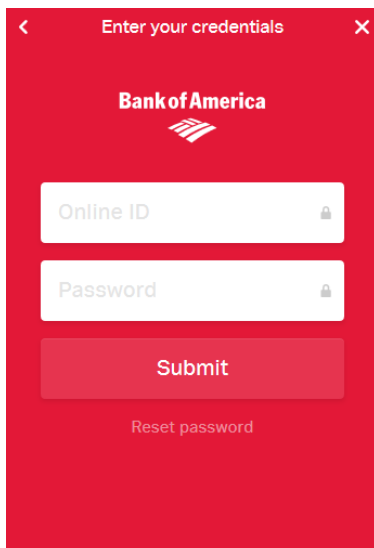 Enter your credentials
Bank of America
Online ID
Password
Submit
Reset password